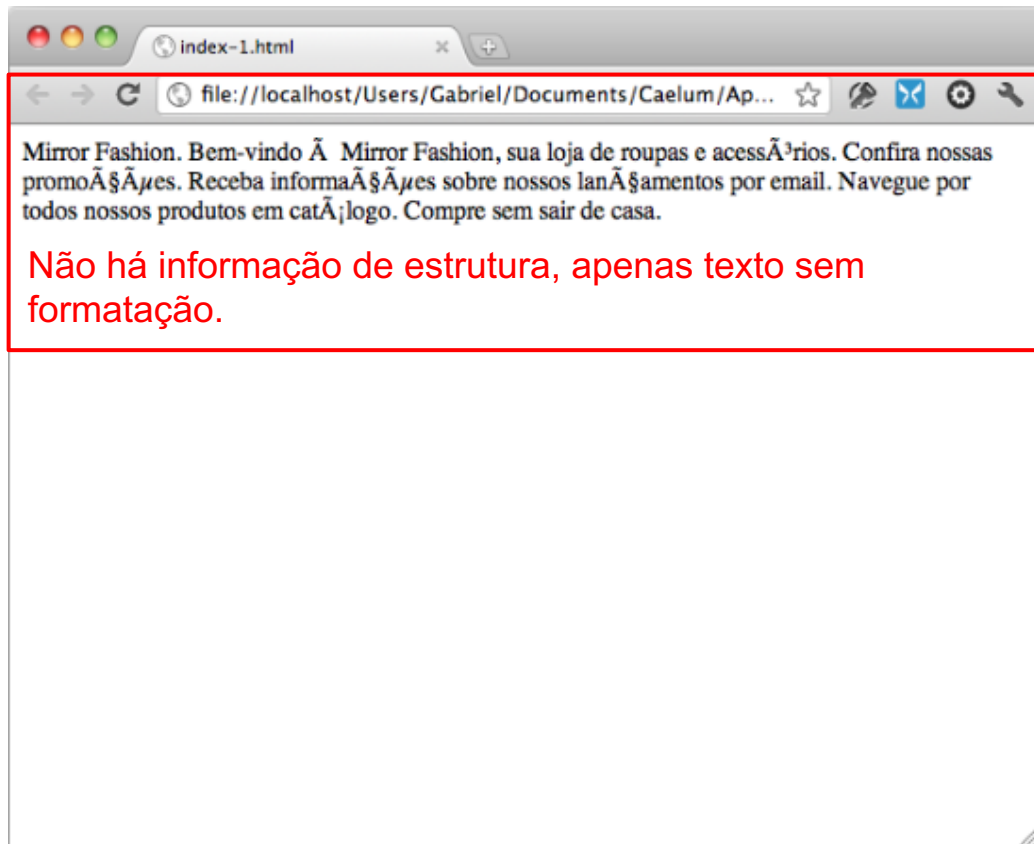 index-1.html
file://localhost/Users/Gabriel/Documents/Caelum/Ap...
Mirror Fashion. Bem-vindo Ã  Mirror Fashion, sua loja de roupas e acessÃ³rios. Confira nossas
promoÃ§Ãµes. Receba informaÃ§Ãµes sobre nossos lanÃ§amentos por email. Navegue por
todos nossos produtos em catÃ¡logo. Compre sem sair de casa.
Não há informação de estrutura, apenas texto sem
formatação.